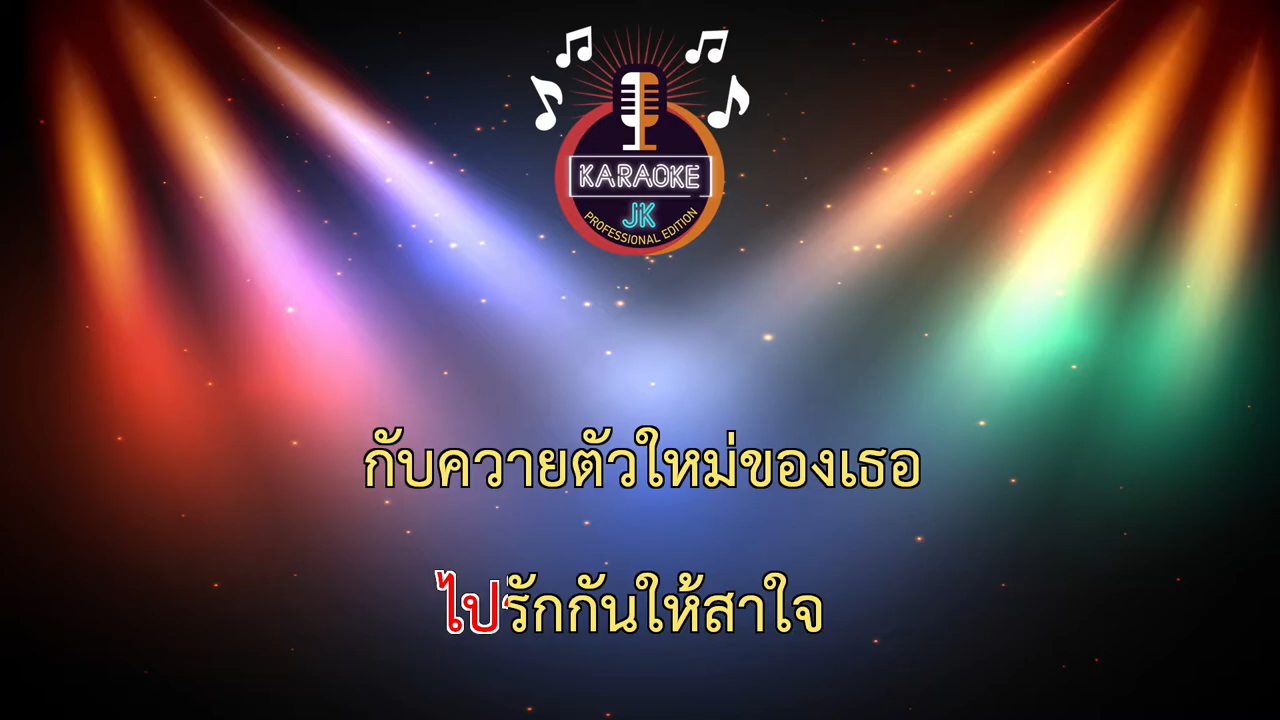 KARAOKE
JK
PROFESSIONAL EDITION
กับควายตัวใหม่ของเธอ
ไปรักกันให้สาใจ